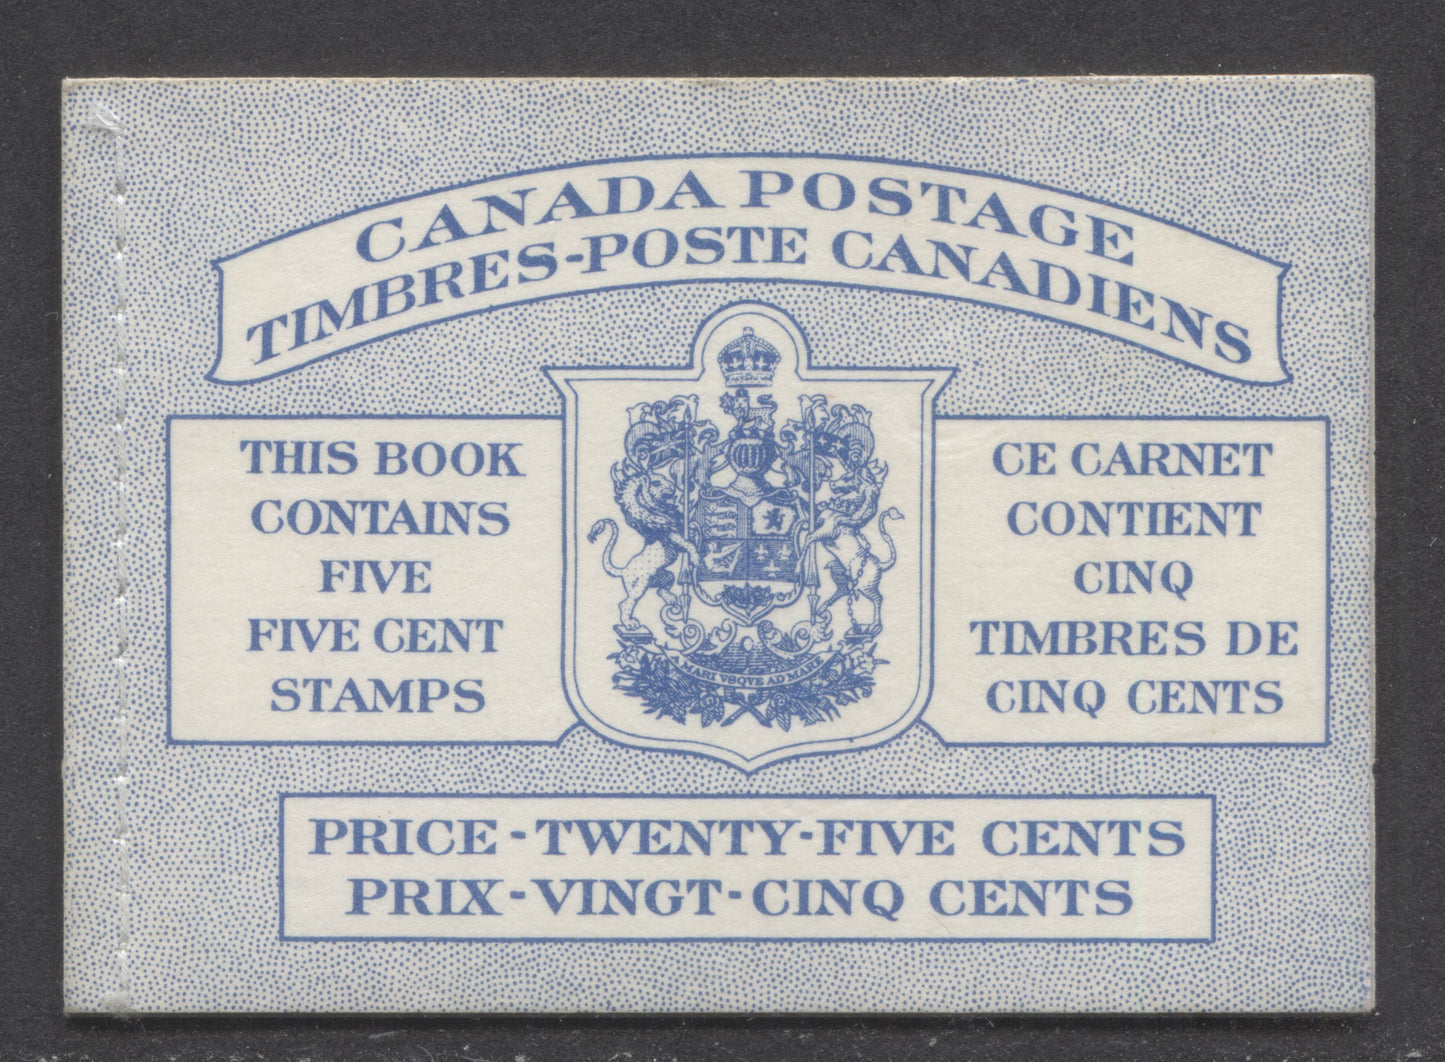 CANADA POSTAGE
TIMBRES-POSTE CANADIENS
THIS BOOK
CONTAINS
FIVE
FIVE CENT
STAMPS
A MARI VSQVE AD MARE
CE CARNET
CONTIENT
CINQ
TIMBRES DE
CINQ CENTS
PRICE - TWENTY-FIVE CENTS
PRIX - VINGT - CINQ CENTS